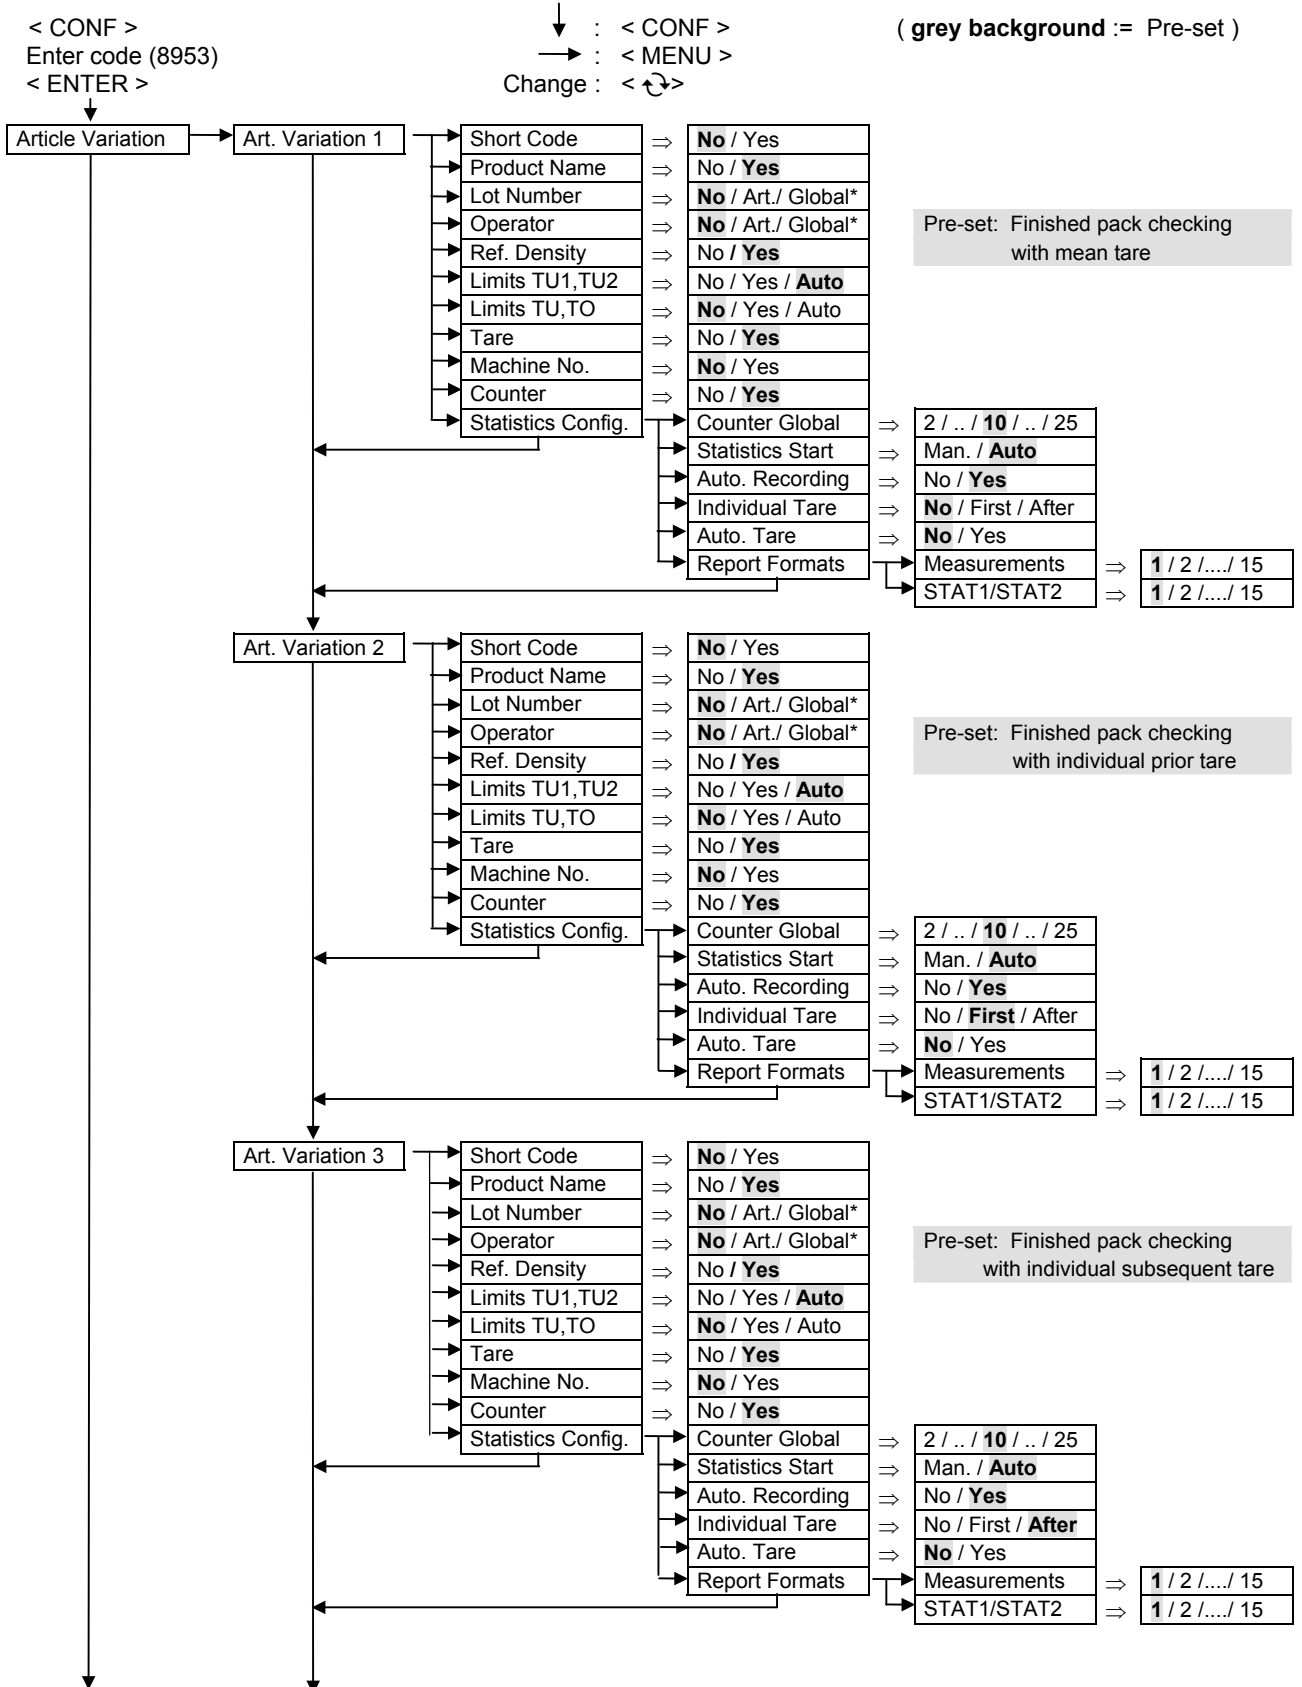 < CONF >
Enter code (8953)
< ENTER >
: < CONF >
: < MENU >
Change : < >
( grey background := Pre-set )
Article Variation
Art. Variation 1
Short Code ⇒ No / Yes
Product Name ⇒ No / Yes
Lot Number ⇒ No / Art./ Global*
Operator ⇒ No / Art./ Global*
Ref. Density ⇒ No / Yes
Limits TU1,TU2 ⇒ No / Yes / Auto
Limits TU,TO ⇒ No / Yes / Auto
Tare ⇒ No / Yes
Machine No. ⇒ No / Yes
Counter ⇒ No / Yes
Statistics Config.
Pre-set: Finished pack checking
with mean tare
Counter Global ⇒ 2 / .. / 10 / .. / 25
Statistics Start ⇒ Man. / Auto
Auto. Recording ⇒ No / Yes
Individual Tare ⇒ No / First / After
Auto. Tare ⇒ No / Yes
Report Formats
Measurements ⇒ 1 / 2 /..../ 15
STAT1/STAT2 ⇒ 1 / 2 /..../ 15
Art. Variation 2
Short Code ⇒ No / Yes
Product Name ⇒ No / Yes
Lot Number ⇒ No / Art./ Global*
Operator ⇒ No / Art./ Global*
Ref. Density ⇒ No / Yes
Limits TU1,TU2 ⇒ No / Yes / Auto
Limits TU,TO ⇒ No / Yes / Auto
Tare ⇒ No / Yes
Machine No. ⇒ No / Yes
Counter ⇒ No / Yes
Statistics Config.
Pre-set: Finished pack checking
with individual prior tare
Counter Global ⇒ 2 / .. / 10 / .. / 25
Statistics Start ⇒ Man. / Auto
Auto. Recording ⇒ No / Yes
Individual Tare ⇒ No / First / After
Auto. Tare ⇒ No / Yes
Report Formats
Measurements ⇒ 1 / 2 /..../ 15
STAT1/STAT2 ⇒ 1 / 2 /..../ 15
Art. Variation 3
Short Code ⇒ No / Yes
Product Name ⇒ No / Yes
Lot Number ⇒ No / Art./ Global*
Operator ⇒ No / Art./ Global*
Ref. Density ⇒ No / Yes
Limits TU1,TU2 ⇒ No / Yes / Auto
Limits TU,TO ⇒ No / Yes / Auto
Tare ⇒ No / Yes
Machine No. ⇒ No / Yes
Counter ⇒ No / Yes
Statistics Config.
Pre-set: Finished pack checking
with individual subsequent tare
Counter Global ⇒ 2 / .. / 10 / .. / 25
Statistics Start ⇒ Man. / Auto
Auto. Recording ⇒ No / Yes
Individual Tare ⇒ No / First / After
Auto. Tare ⇒ No / Yes
Report Formats
Measurements ⇒ 1 / 2 /..../ 15
STAT1/STAT2 ⇒ 1 / 2 /..../ 15